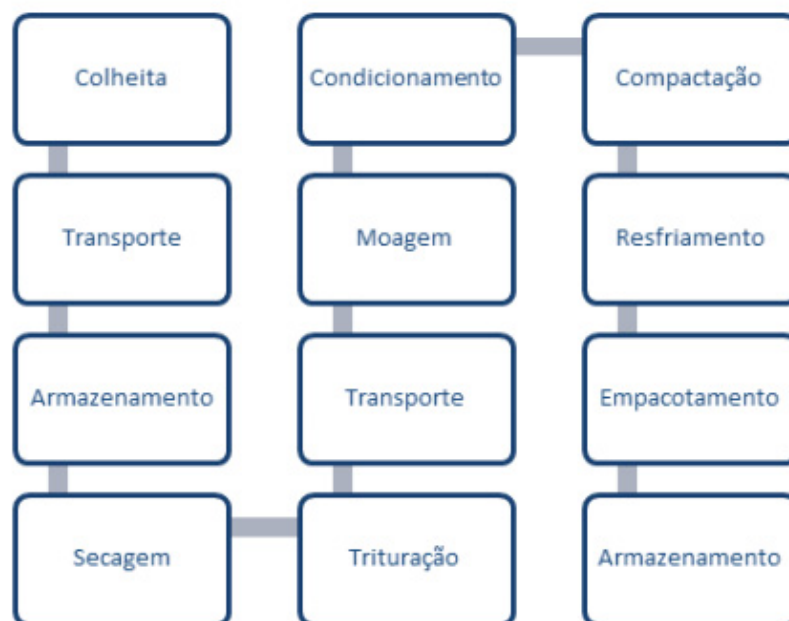 Colheita
Transporte
Armazenamento
Secagem
Trituração
Transporte
Moagem
Condicionamento
Compactação
Resfriamento
Empacotamento
Armazenamento